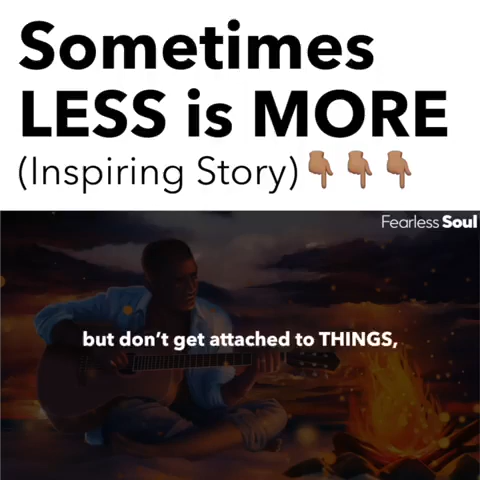 Sometimes
LESS is MORE
(Inspiring Story)👇🏽👇🏽👇🏽
Fearless Soul
but don't get attached to THINGS,